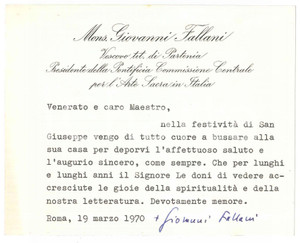 Mons. Giovanni Fallani
Vescovo tit. di Partenia
Presidente della Pontificia Commissione Centrale
per l'Arte Sacra in Italia
Venerato e caro Maestro,
nella festività di San
Giuseppe vengo di tutto cuore a bussare alla
sua casa per deporvi l'affettuoso saluto e
l'augurio sincero, come sempre. Che per lunghi
e lunghi anni il Signore Le doni di vedere ac-
cresciute le gioie della spiritualità e della
nostra letteratura. Devotamente memore.
Roma, 19 marzo 1970 + Giovanni Fallani